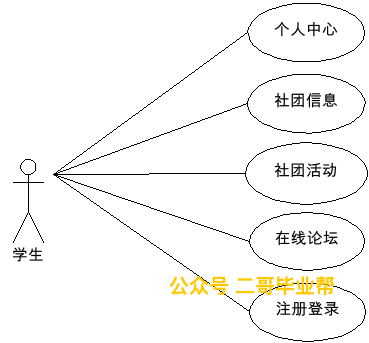 个人中心
社团信息
社团活动
在线论坛
学生
公众号 二哥毕业帮
注册登录